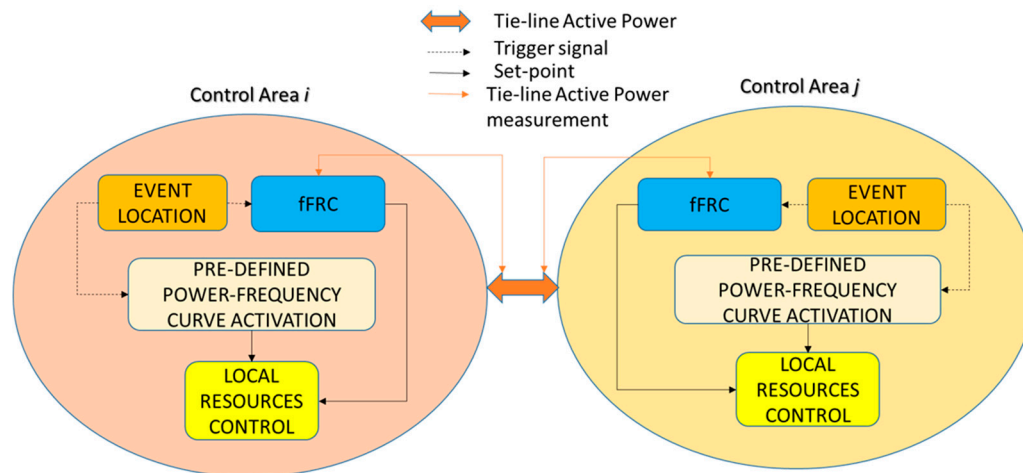 Tie-line Active Power
Trigger signal
Set-point
Tie-line Active Power
measurement
Control Area i
EVENT
LOCATION
fFRC
PRE-DEFINED
POWER-FREQUENCY
CURVE ACTIVATION
LOCAL
RESOURCES
CONTROL
Control Area j
fFRC
EVENT
LOCATION
PRE-DEFINED
POWER-FREQUENCY
CURVE ACTIVATION
LOCAL
RESOURCES
CONTROL